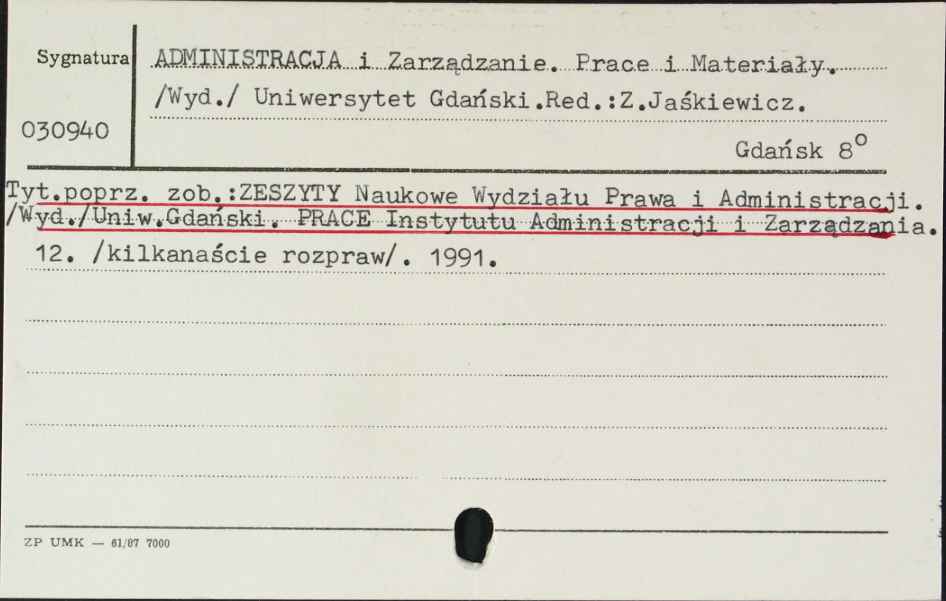 Sygnatura
ADMINISTRACJA i Zarządzanie. Prace i Materiały.
/Wyd./ Uniwersytet Gdański.Red.:Z.Jaśkiewicz.
030940
Gdańsk 8°
Tyt.poprz. zob.:ZESZYTY Naukowe Wydziału Prawa i Administracji.
/Wyd./Uniw.Gdański. PRACE Instytutu Administracji i Zarządzania.
12. /kilkanaście rozpraw/. 1991.
ZP UMK — 61/87 7000